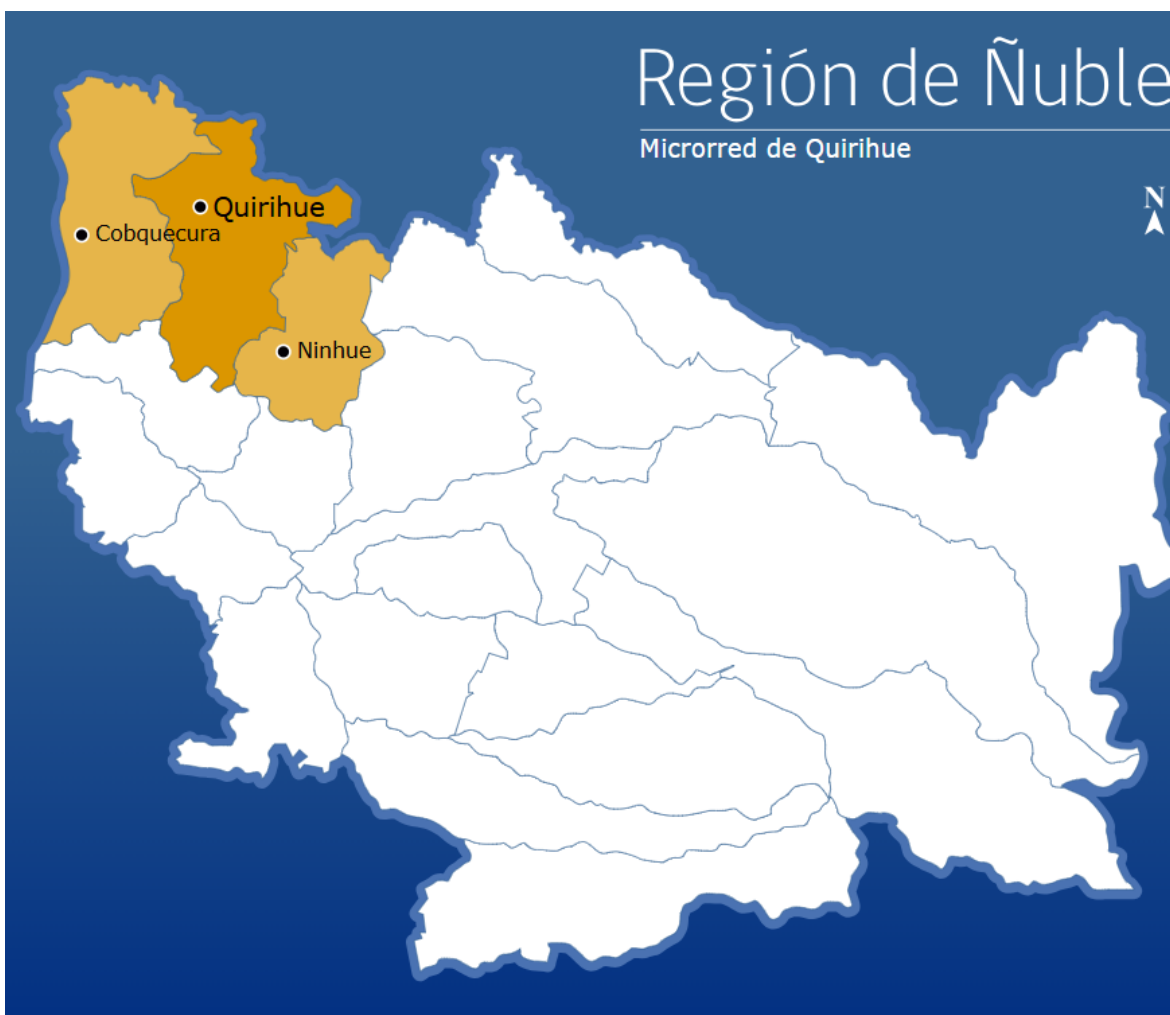 Región de Ñuble
Microrred de Quirihue
N
Quirihue
Cobquecura
Ninhue